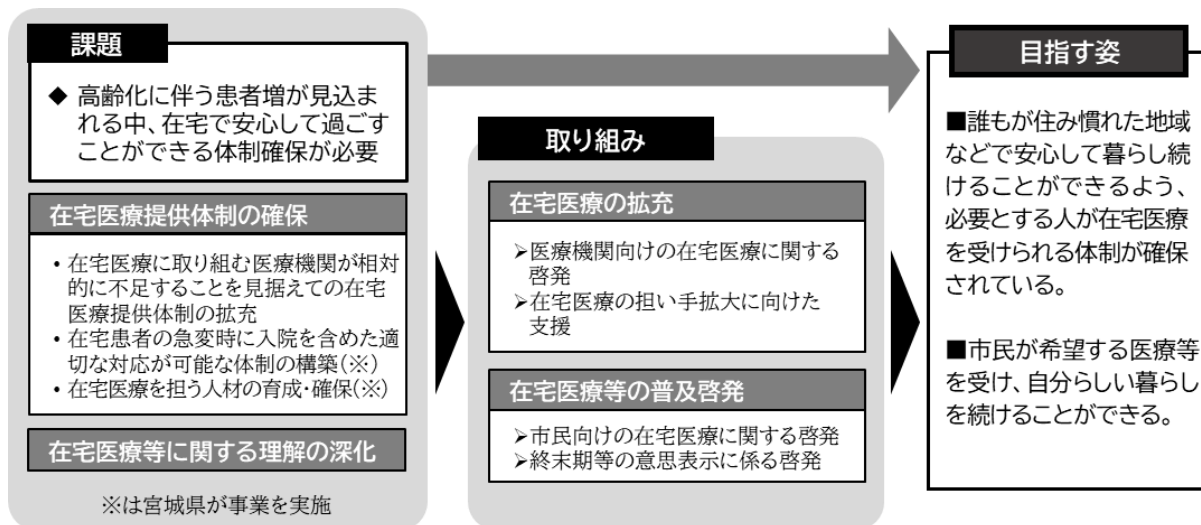 課題
◆ 高齢化に伴う患者増が見込ま
れる中、在宅で安心して過ごす
ことができる体制確保が必要
在宅医療提供体制の確保
・在宅医療に取り組む医療機関が相対
的に不足することを見据えての在宅
医療提供体制の拡充
・在宅患者の急変時に入院を含めた適
切な対応が可能な体制の構築(※)
・在宅医療を担う人材の育成・確保(※)
在宅医療等に関する理解の深化
※は宮城県が事業を実施
取り組み
在宅医療の拡充
➢医療機関向けの在宅医療に関する
啓発
➢在宅医療の担い手拡大に向けた
支援
在宅医療等の普及啓発
➢市民向けの在宅医療に関する啓発
➢終末期等の意思表示に係る啓発
目指す姿
■誰もが住み慣れた地域
などで安心して暮らし続
けることができるよう、
必要とする人が在宅医療
を受けられる体制が確保
されている。
■市民が希望する医療等
を受け、自分らしい暮らし
を続けることができる。